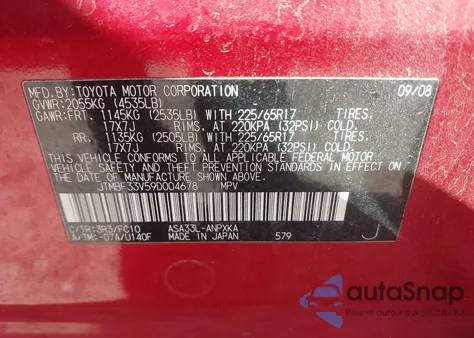 MFD.BY:TOYOTA MOTOR CORPORATION 09/08
GVWR:2055KG (4535LB)
GAWR:FRT. 1145KG (2535LB) WITH 225/65R17 TIRES,
17X7J RIMS, AT 220KPA (32PSI) COLD
RR. 1135KG (2505LB) WITH 225/65R17 TIRES,
17X7J RIMS, AT 220KPA (32PSI) COLD
THIS VEHICLE CONFORMS TO ALL APPLICABLE FEDERAL MOTOR
VEHICLE SAFETY AND THEFT PREVENTION STANDARDS IN EFFECT ON
THE DATE OF MANUFACTURE SHOWN ABOVE.
JTMBF33V59D004678 MPV
C/TR:3R3/FC10 ASA33L-ANPXKA
A/TM:-07A/U140F MADE IN JAPAN 579 J
autoSnap